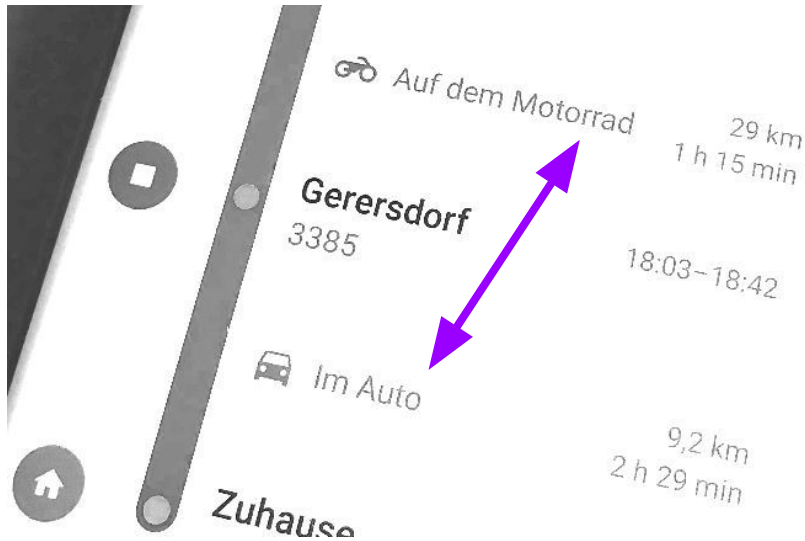 Auf dem Motorrad
29 km
1 h 15 min
Gerersdorf
3385
18:03–18:42
Im Auto
9,2 km
2 h 29 min
Zuhause